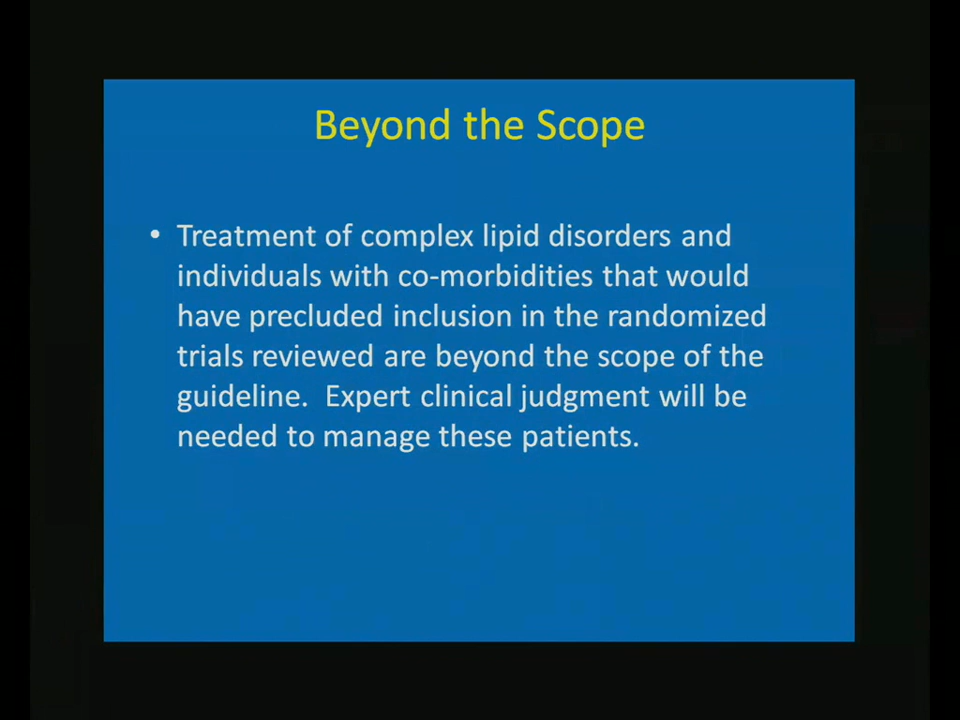 Beyond the Scope
• Treatment of complex lipid disorders and
individuals with co-morbidities that would
have precluded inclusion in the randomized
trials reviewed are beyond the scope of the
guideline.  Expert clinical judgment will be
needed to manage these patients.